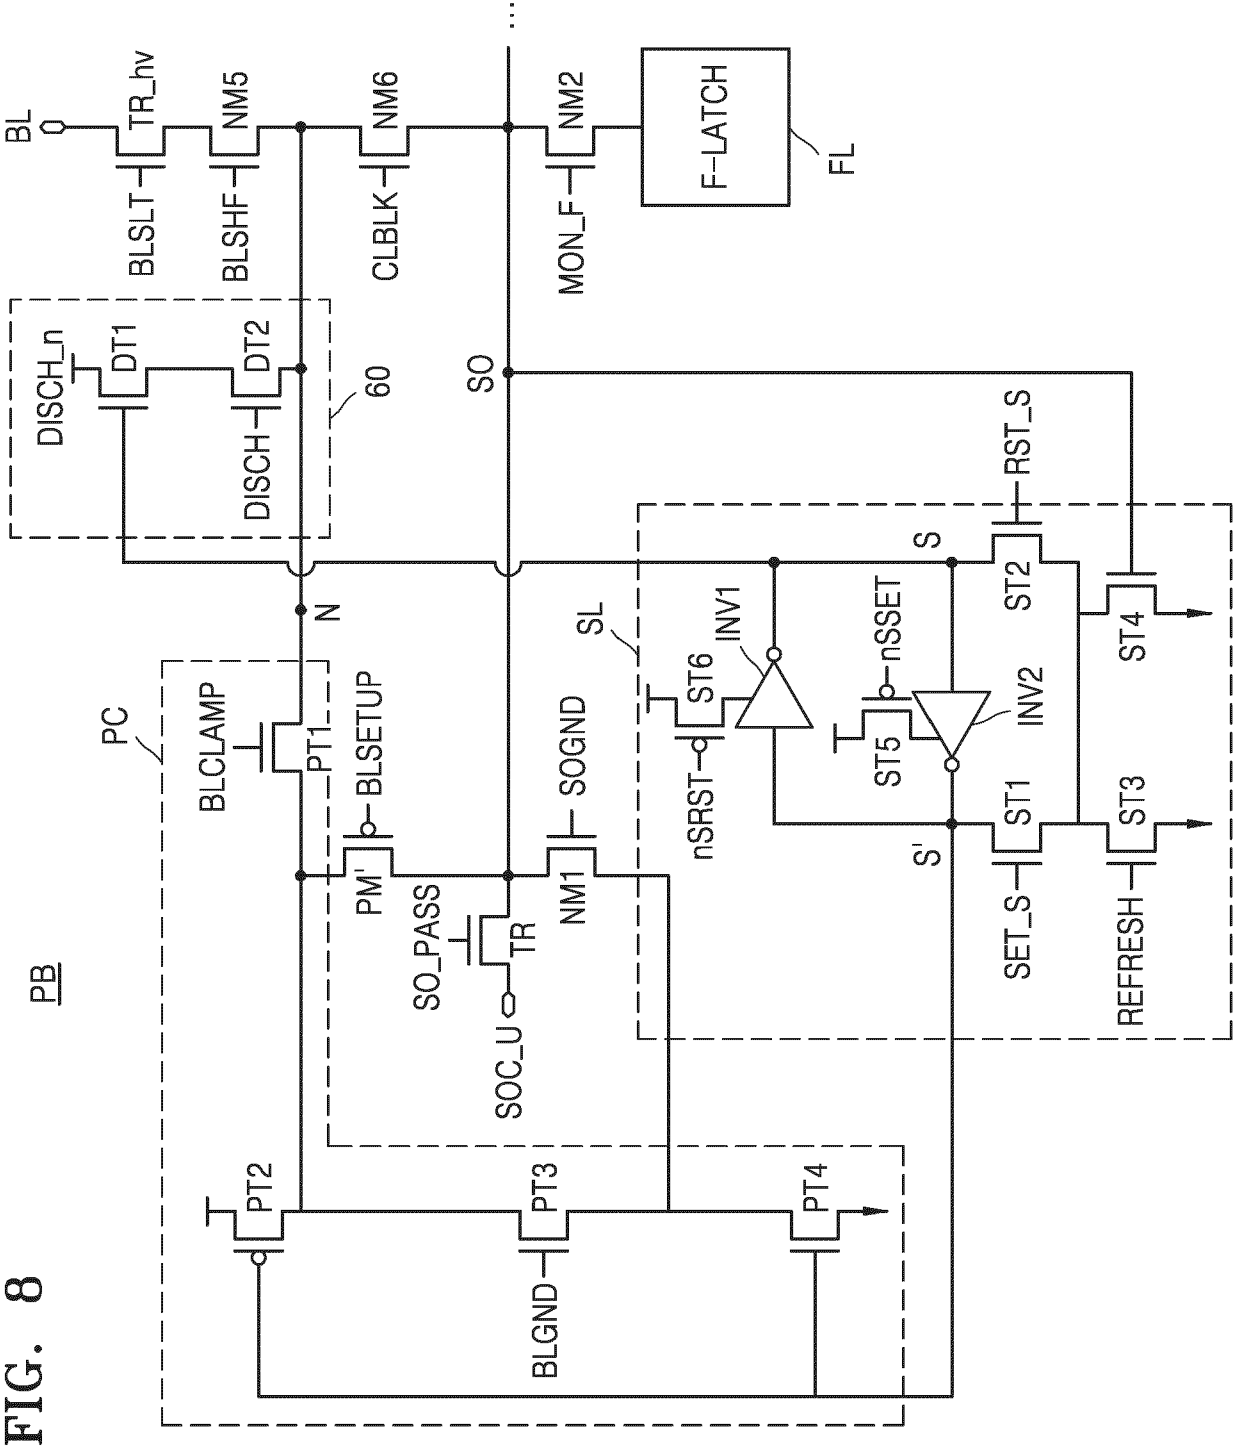 FIG. 8
PB
PC
BLCLAMP
PT1
PT2
BLGND
PT3
PT4
PM'
BLSETUP
SO_PASS
TR
SOC_U
NM1
SOGND
N
DISCH_n
DT1
DISCH
DT2
60
BL
BLSLT
TR_hv
BLSHF
NM5
CLBLK
NM6
SO
...
MON_F
NM2
F-LATCH
FL
SL
nSRST
ST6
INV1
ST5
nSSET
INV2
S
S'
SET_S
ST1
ST2
RST_S
REFRESH
ST3
ST4